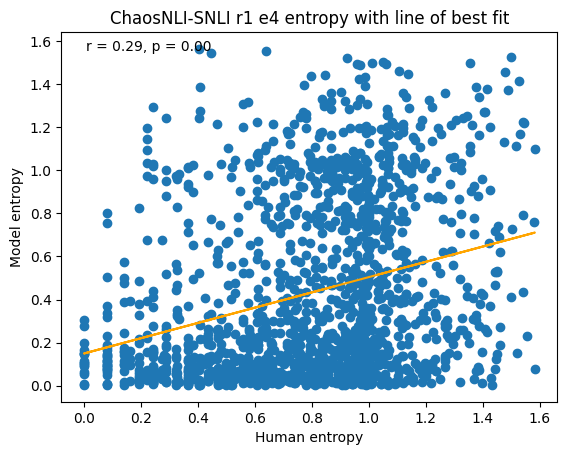 ChaosNLI-SNLI r1 e4 entropy with line of best fit
r = 0.29, p = 0.00
Model entropy
1.6
1.4
1.2
1.0
0.8
0.6
0.4
0.2
0.0
0.0 0.2 0.4 0.6 0.8 1.0 1.2 1.4 1.6
Human entropy